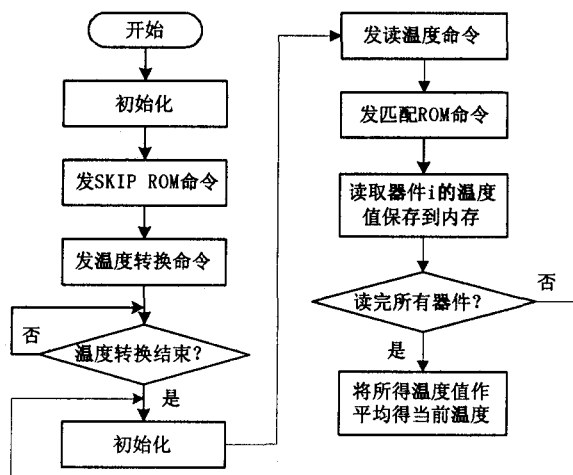 开始
初始化
发SKIP ROM命令
发温度转换命令
否
温度转换结束?
是
初始化
发读温度命令
发匹配ROM命令
读取器件i的温度
值保存到内存
读完所有器件?
否
是
将所得温度值作
平均得当前温度